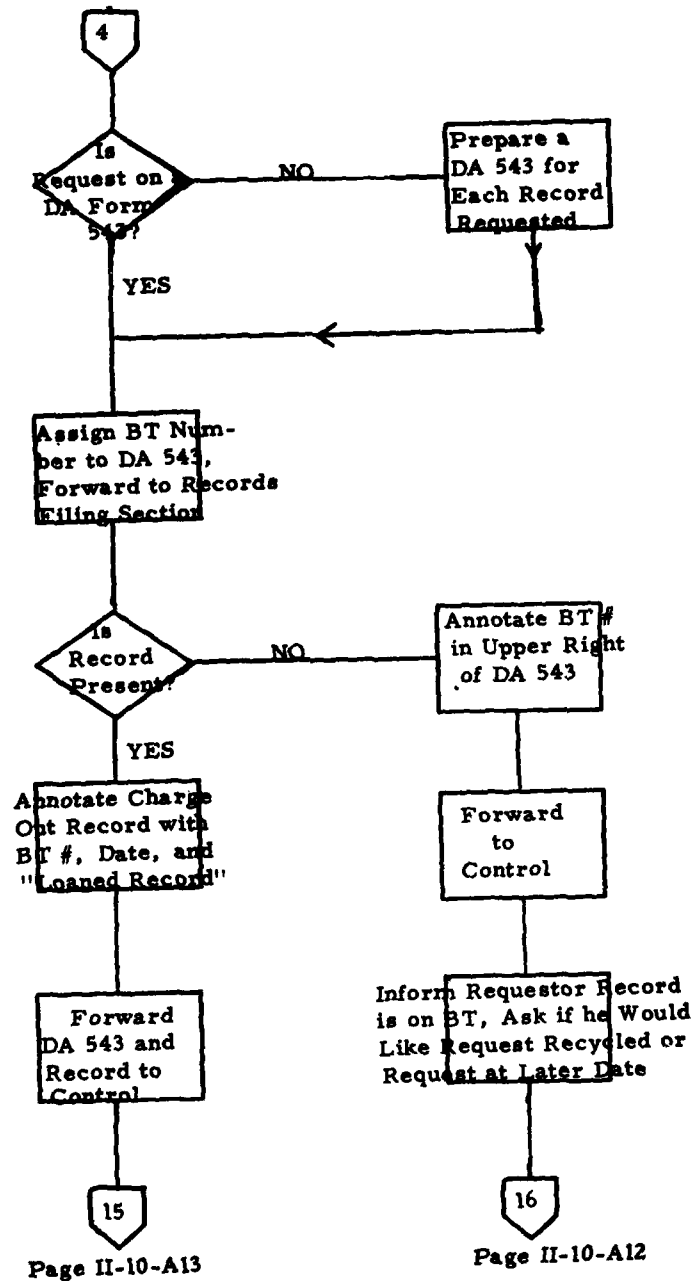 4
Is
Request on a
DA Form
543?
NO
Prepare a
DA 543 for
Each Record
Requested
YES
Assign BT Num-
ber to DA 543,
Forward to Records
Filing Section
Is
Record
Present?
NO
Annotate BT #
in Upper Right
of DA 543
YES
Annotate Charge
Out Record with
BT #, Date, and
"Loaned Record"
Forward
to
Control
Forward
DA 543 and
Record to
Control
Inform Requestor Record
is on BT, Ask if he Would
Like Request Recycled or
Request at Later Date
15
Page II-10-A13
16
Page II-10-A12